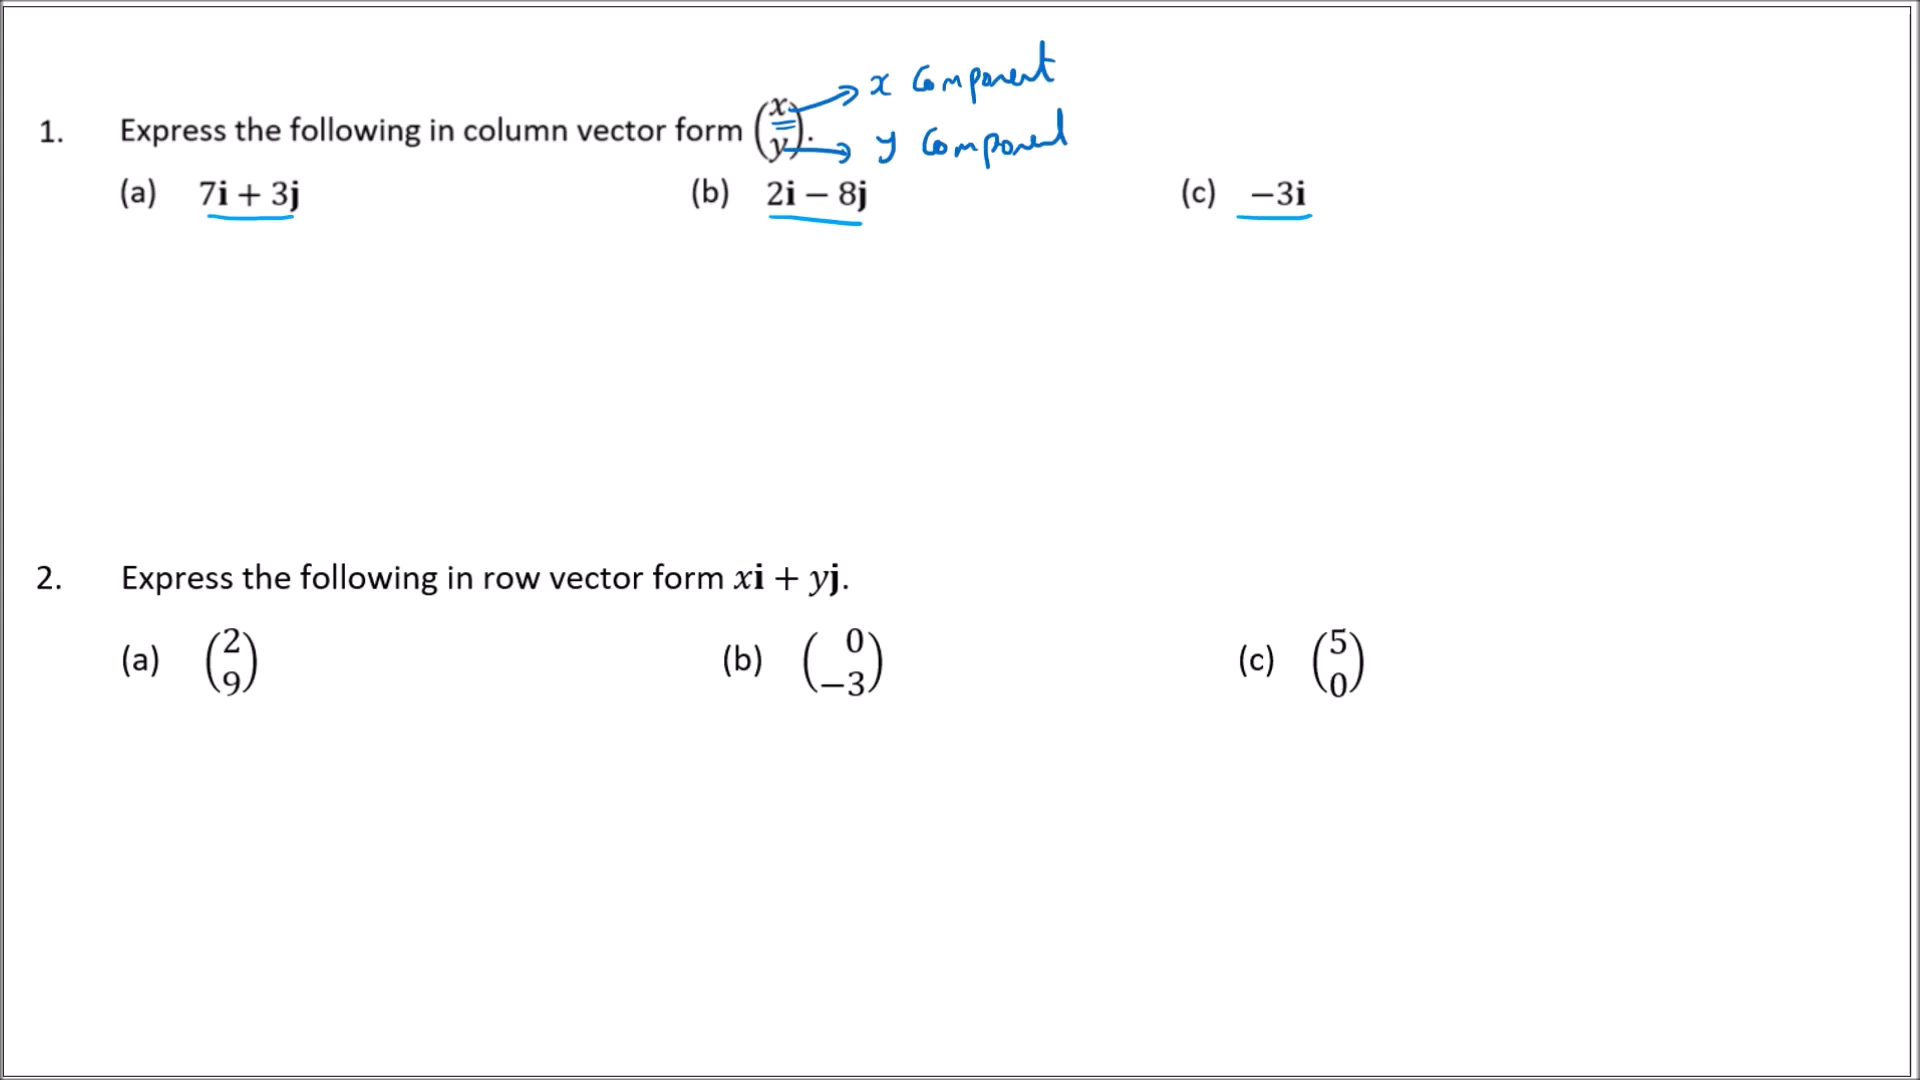 x component
1. Express the following in column vector form (x y).
y component
(a) 7i + 3j (b) 2i − 8j (c) −3i
2. Express the following in row vector form xi + yj.
(a) (2 9) (b) (0 −3) (c) (5 0)